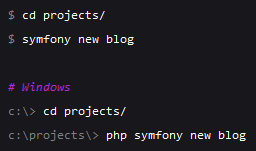 $ cd projects/
$ symfony new blog
# Windows
c:\> cd projects/
c:\projects\> php symfony new blog